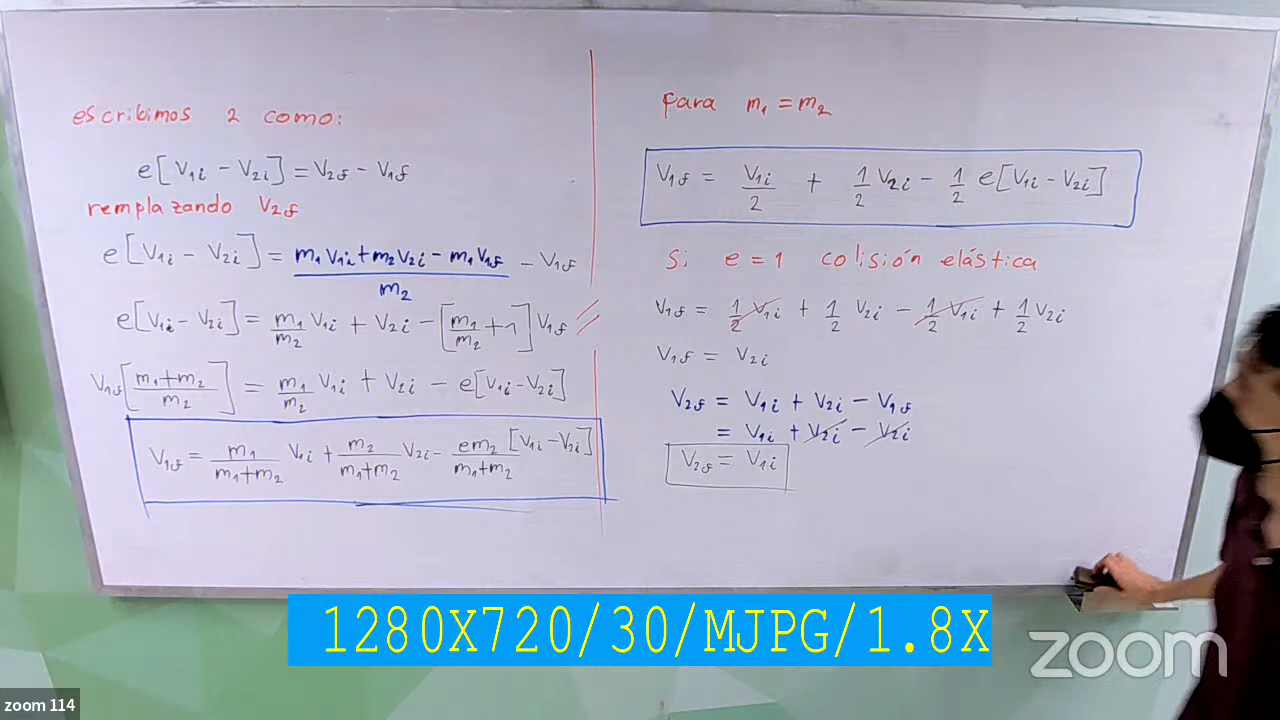 escribimos 2 como:
e[V1i - V2i] = V2f - V1f
remplazando V2f
e[V1i - V2i] = (m1V1i + m2V2i - m1V1f)/m2 - V1f
e[V1i - V2i] = m1/m2 V1i + V2i - [m1/m2 + 1] V1f //
V1f[(m1+m2)/m2] = m1/m2 V1i + V2i - e[V1i - V2i]
V1f = m1/(m1+m2) V1i + m2/(m1+m2) V2i - em2/(m1+m2) [V1i - V2i]
para m1 = m2
V1f = V1i/2 + 1/2 V2i - 1/2 e[V1i - V2i]
Si e = 1 colisión elástica
V1f = 1/2 V1i + 1/2 V2i - 1/2 V1i + 1/2 V2i
V1f = V2i
V2f = V1i + V2i - V1f
= V1i + V2i - V2i
V2f = V1i
1280X720/30/MJPG/1.8X
zoom
zoom 114